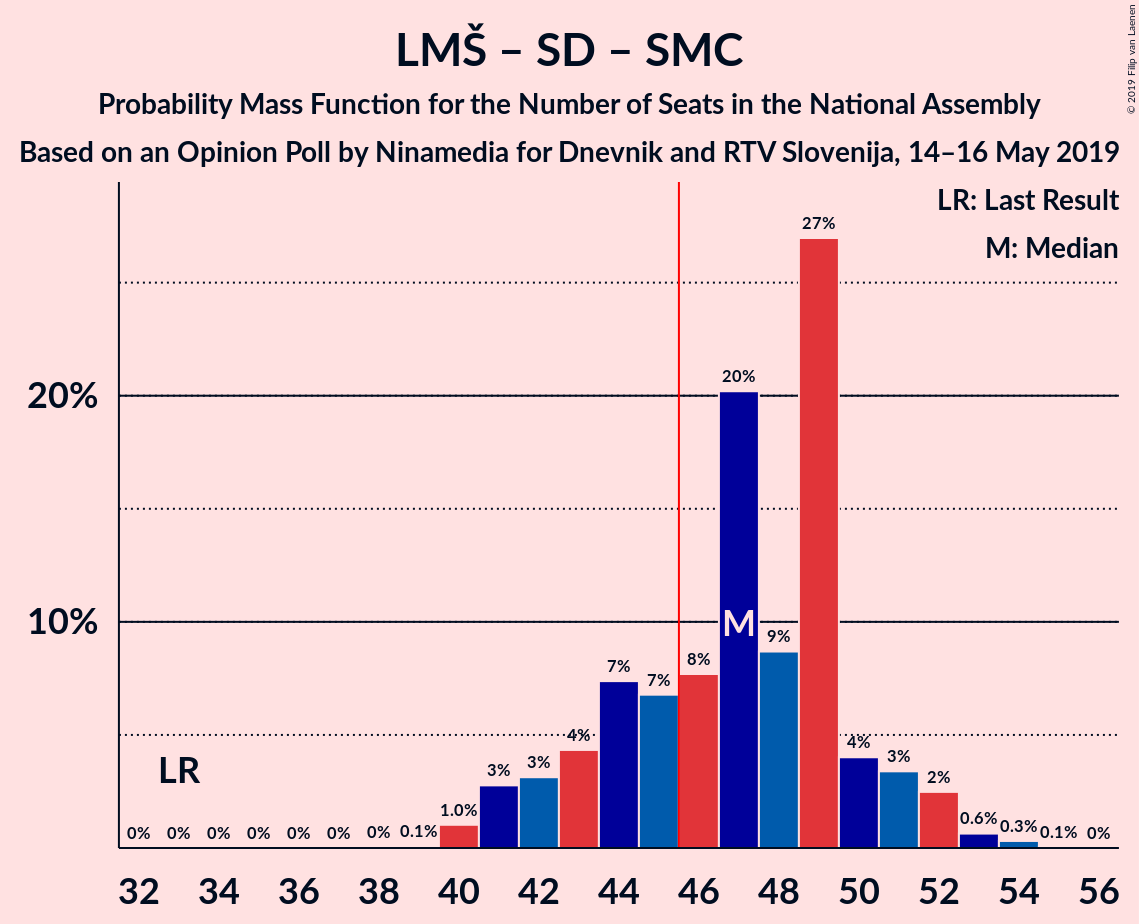 LMŠ – SD – SMC
Probability Mass Function for the Number of Seats in the National Assembly
Based on an Opinion Poll by Ninamedia for Dnevnik and RTV Slovenija, 14–16 May 2019
© 2019 Filip van Laenen
LR: Last Result
M: Median
27%
20%
20%
10%
M
9%
8%
7%
7%
4%
4%
3%
3%
3%
2%
LR
1.0%
0.6%
0.3%
0% 0% 0% 0% 0% 0% 0% 0.1% 0.1% 0%
32 34 36 38 40 42 44 46 48 50 52 54 56